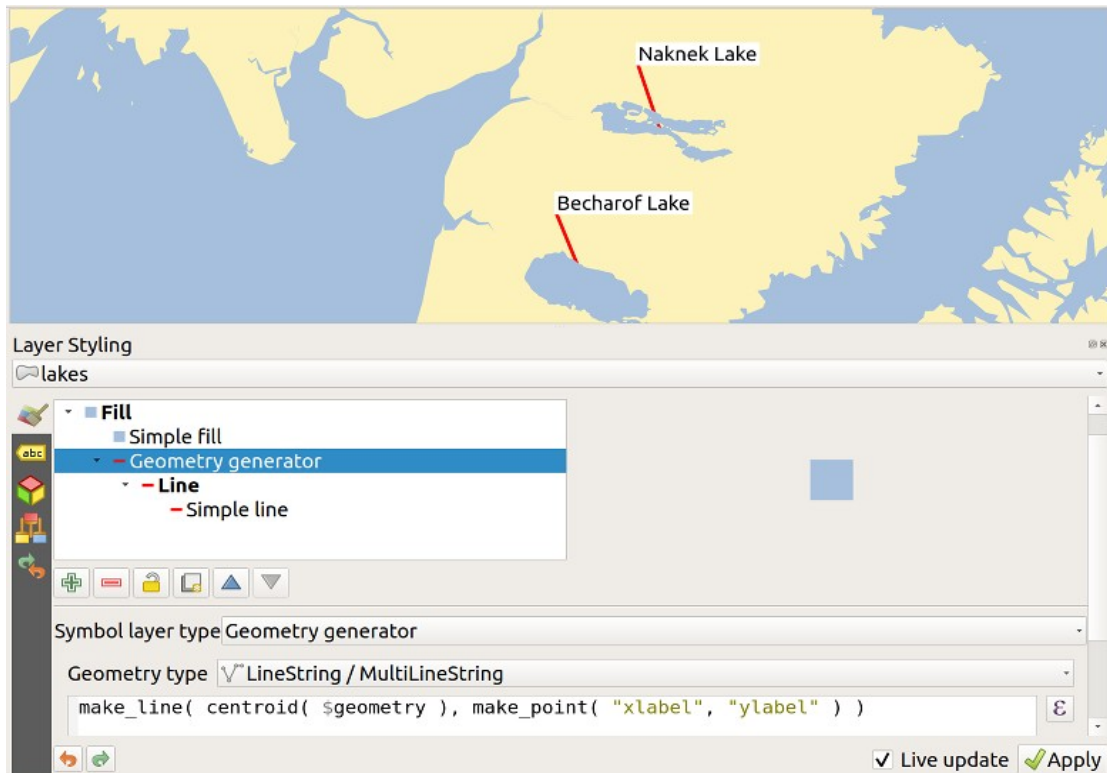 Naknek Lake
Becharof Lake
Layer Styling
lakes
abc
Fill
Simple fill
Geometry generator
Line
Simple line
Symbol layer type Geometry generator
Geometry type LineString / MultiLineString
make_line( centroid( $geometry ), make_point( "xlabel", "ylabel" ) ) ε
Live update Apply